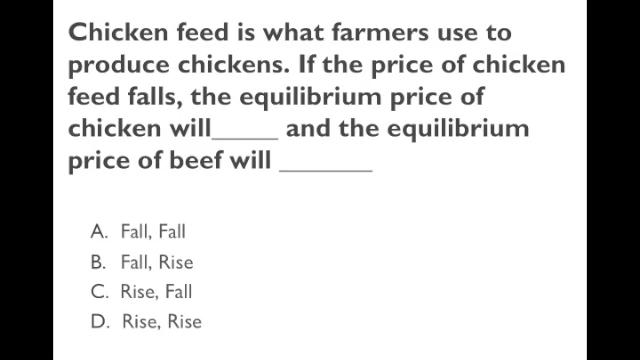 Chicken feed is what farmers use to
produce chickens. If the price of chicken
feed falls, the equilibrium price of
chicken will_____ and the equilibrium
price of beef will _______
A. Fall, Fall
B. Fall, Rise
C. Rise, Fall
D. Rise, Rise